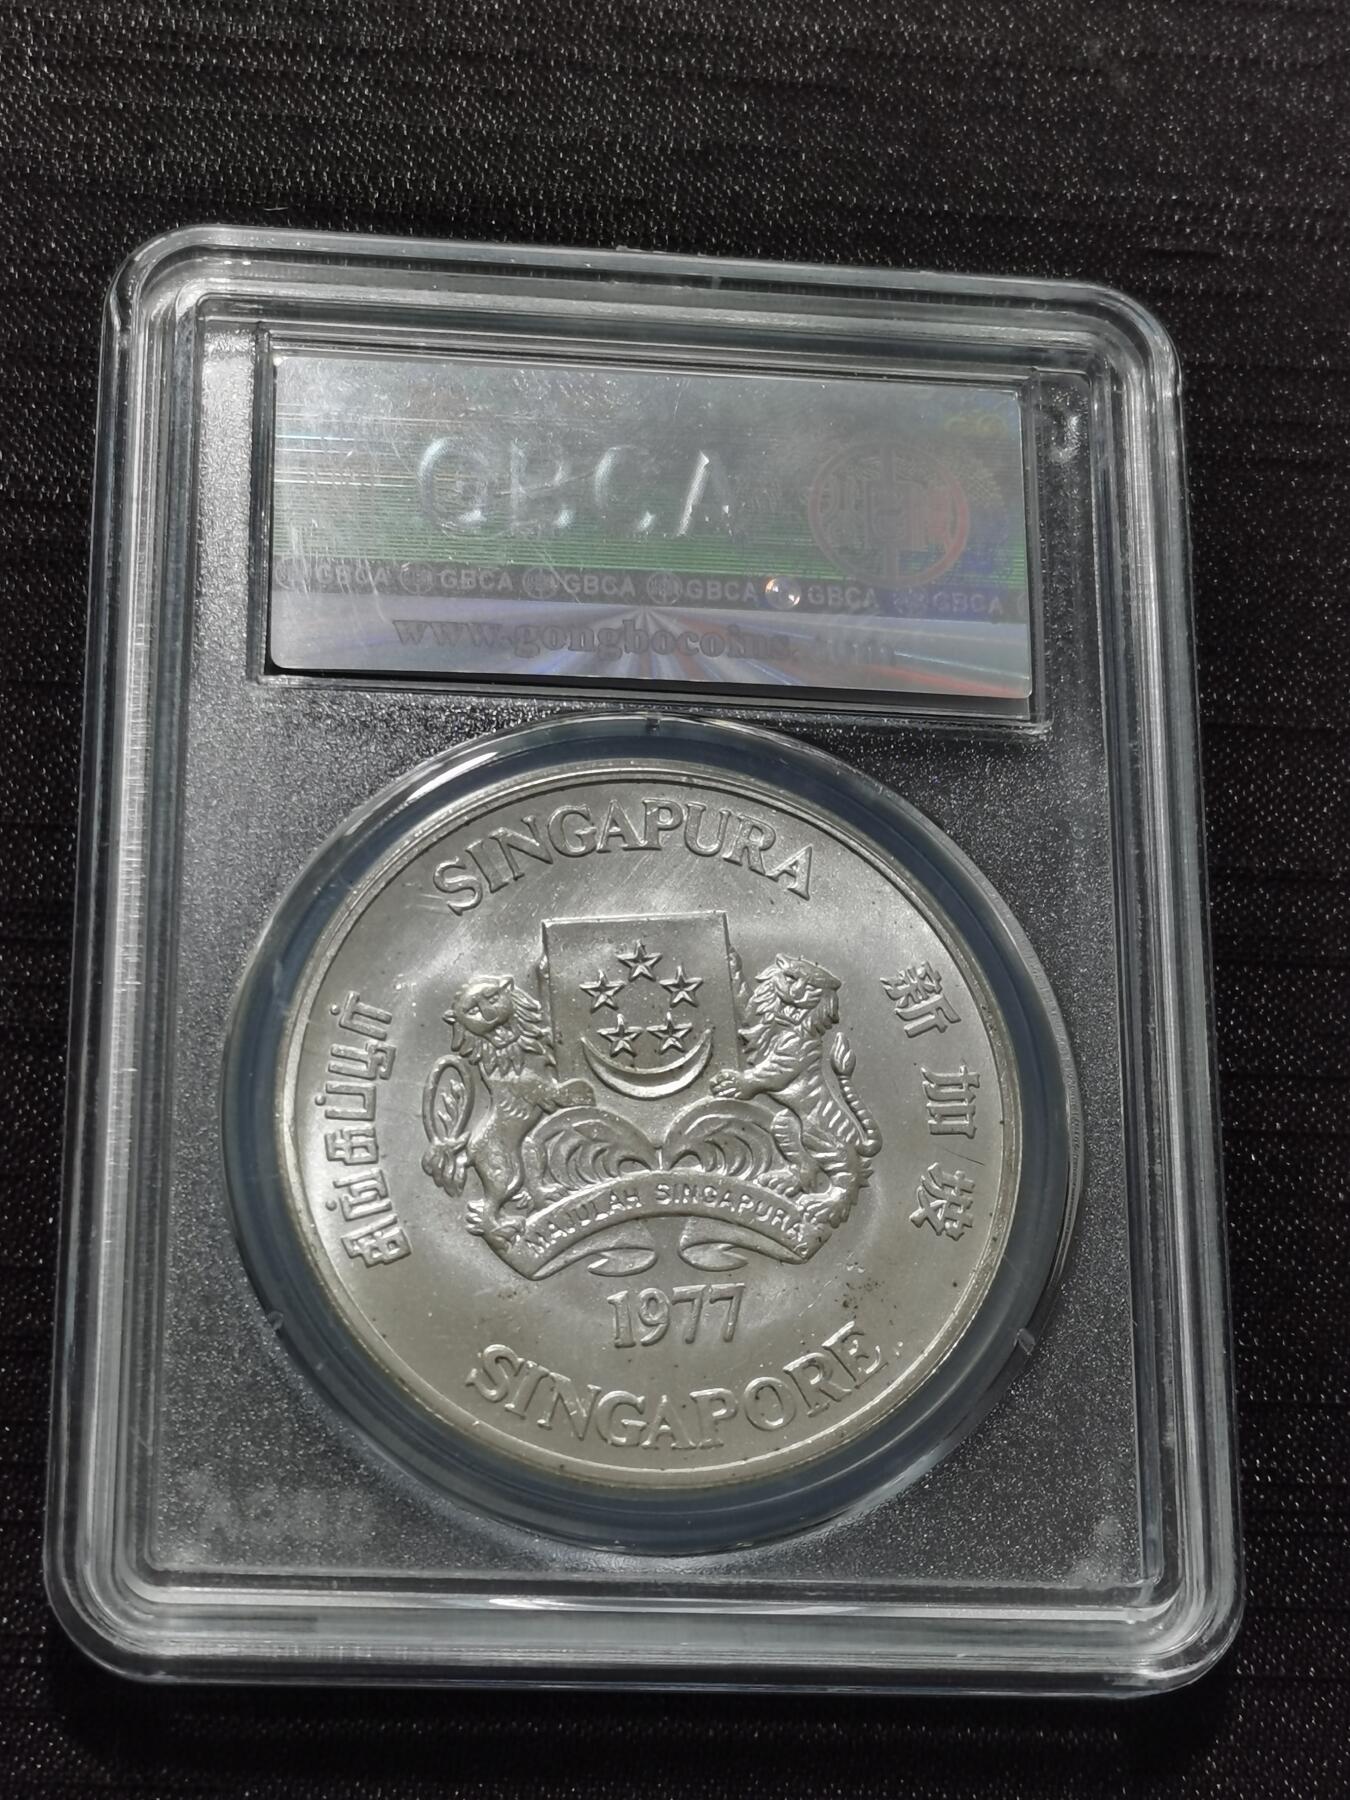 GBCA
GBCA GBCA GBCA GBCA GBCA GBCA
www.gongbocoins.com
SINGAPURA
சிங்கப்பூர்
新加坡
MAJULAH SINGAPURA
1977
SINGAPORE